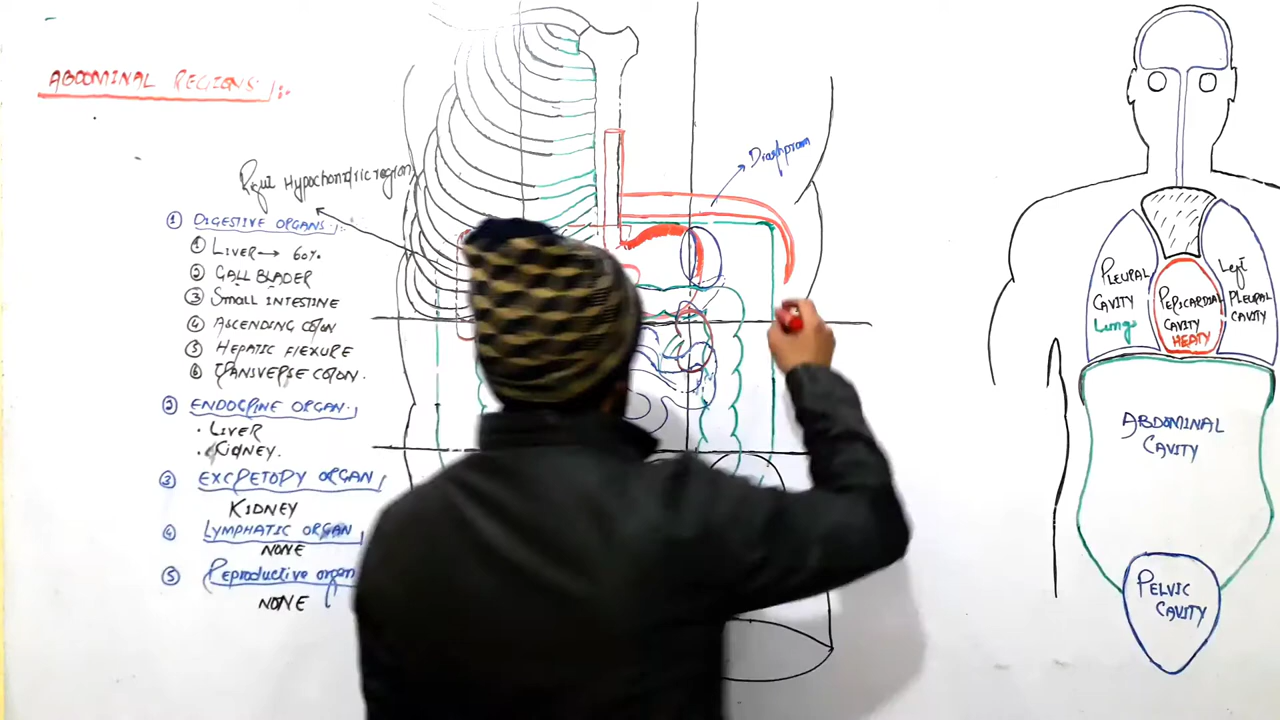 ABDOMINAL REGIONS :-
Right Hypochondric region
① DIGESTIVE ORGANS :-
① LIVER → 60%
② GALL BLADER
③ SMALL INTESTINE
④ ASCENDING COLON
⑤ HEPATIC FLEXURE
⑥ TRANSVERSE COLON.
② ENDOCRINE ORGAN.
• LIVER
• KIDNEY.
③ EXCRETORY ORGAN
KIDNEY
④ LYMPHATIC ORGAN
NONE
⑤ Reproductive organ
NONE
Diaphram
PLEURAL
CAVITY
Lungs
PERICARDIAL
CAVITY
HEART
Left
PLEURAL
CAVITY
ABDOMINAL
CAVITY
PELVIC
CAVITY